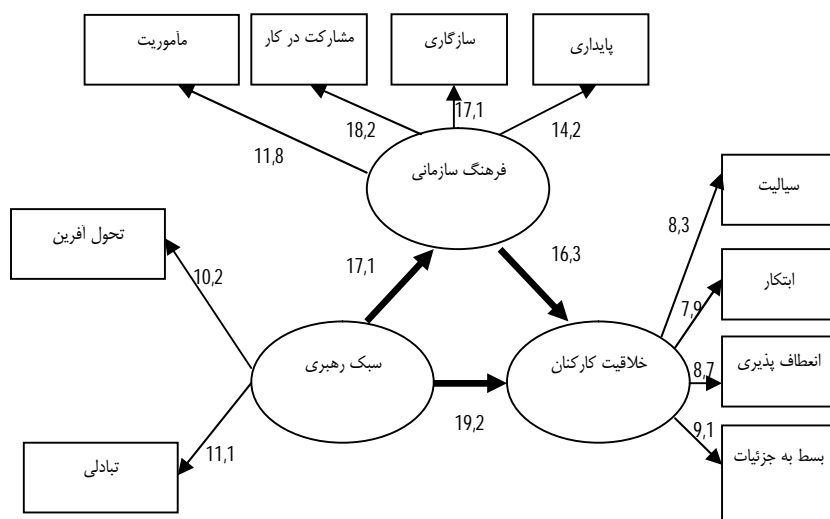 مأموریت
مشارکت در کار
سازگاری
پایداری
11,8
18,2
17,1
14,2
فرهنگ سازمانی
سیالیت
8,3
تحول آفرین
10,2
17,1
16,3
ابتکار
7,9
سبک رهبری
خلاقیت کارکنان
انعطاف پذیری
8,7
19,2
9,1
بسط به جزئیات
تبادلی
11,1